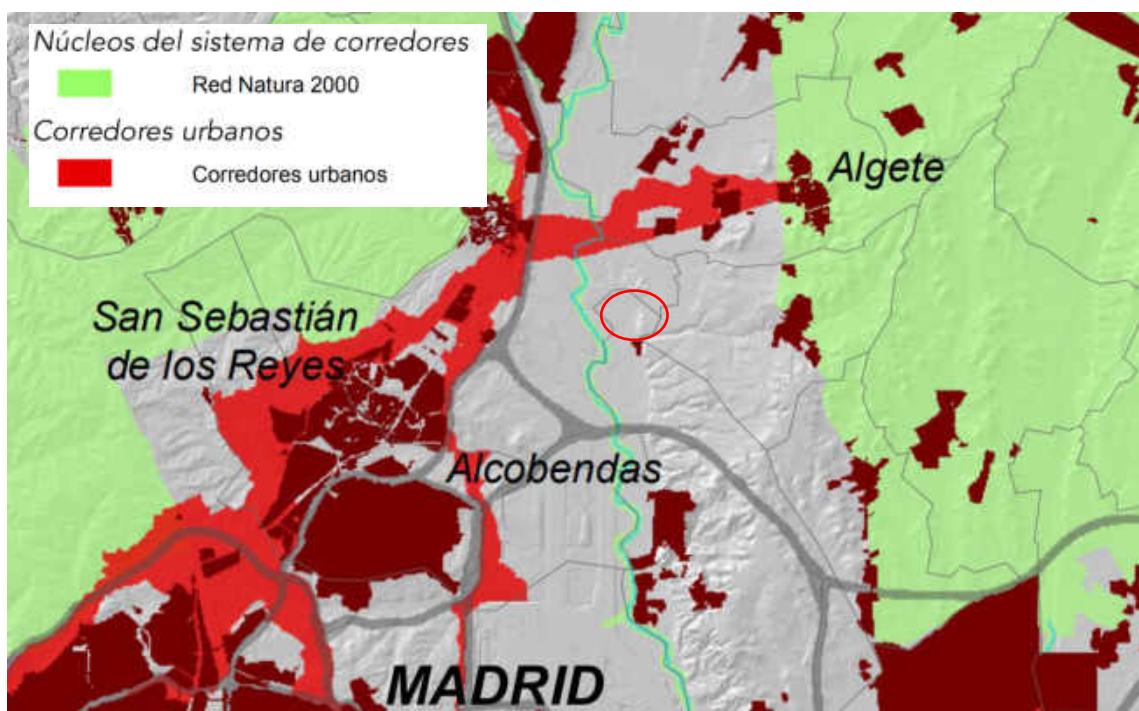 Núcleos del sistema de corredores
Red Natura 2000
Corredores urbanos
Corredores urbanos
Algete
San Sebastián
de los Reyes
Alcobendas
MADRID